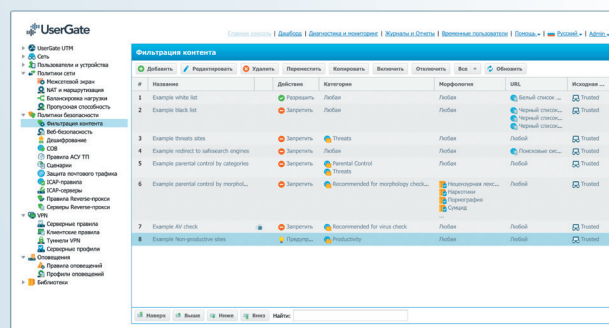 UserGate
Главная консоль | Дашборд | Диагностика и мониторинг | Журналы и Отчеты | Временные пользователи | Помощь | Русский | Admin
UserGate UTM
Сеть
Пользователи и устройства
Политики сети
Межсетевой экран
NAT и маршрутизация
Балансировка нагрузки
Пропускная способность
Политики безопасности
Фильтрация контента
Веб-безопасность
Дешифрование
СОВ
Правила АСУ ТП
Сценарии
Защита почтового трафика
ICAP-правила
ICAP-серверы
Правила Reverse-прокси
Серверы Reverse-прокси
VPN
Серверные правила
Клиентские правила
Туннели VPN
Серверные профили
Оповещения
Правила оповещений
Профили оповещений
Библиотеки
Фильтрация контента
Добавить Редактировать Удалить Переместить Копировать Включить Отключить Все Обновить
# Название Действие Категории Морфология URL Исходная ...
1 Example white list Разрешить Любая Любая Белый список ... Trusted
2 Example black list Запретить Любая Любая Черный список... Trusted
Черный список...
Черный список...
3 Example threats sites Запретить Threats Любая Любой Trusted
4 Example redirect to safesearch engines Запретить Любая Любая Поисковые сис... Trusted
5 Example parental control by categories Запретить Parental Control Любая Любой Trusted
Threats
6 Example parental control by morphol... Запретить Recommended for morphology check... Нецензурная лекс... Любой Trusted
Наркотики
Порнография
Суицид
...
7 Example AV check Запретить Recommended for virus check Любая Любой Trusted
8 Example Non-productive sites Предупр... Productivity Любая Любой Trusted
Наверх Выше Ниже Вниз Найти: